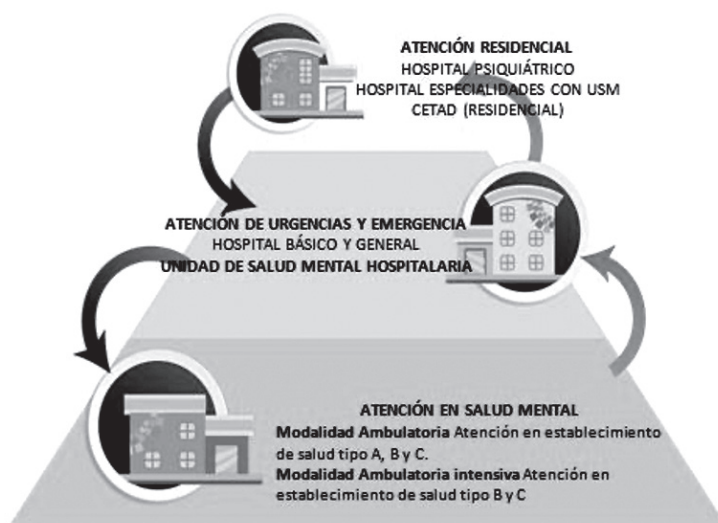 ATENCIÓN RESIDENCIAL
HOSPITAL PSIQUIÁTRICO
HOSPITAL ESPECIALIDADES CON USM
CETAD (RESIDENCIAL)
ATENCIÓN DE URGENCIAS Y EMERGENCIA
HOSPITAL BÁSICO Y GENERAL
UNIDAD DE SALUD MENTAL HOSPITALARIA
ATENCIÓN EN SALUD MENTAL
Modalidad Ambulatoria Atención en establecimiento
de salud tipo A, B y C.
Modalidad Ambulatoria intensiva Atención en
establecimiento de salud tipo B y C